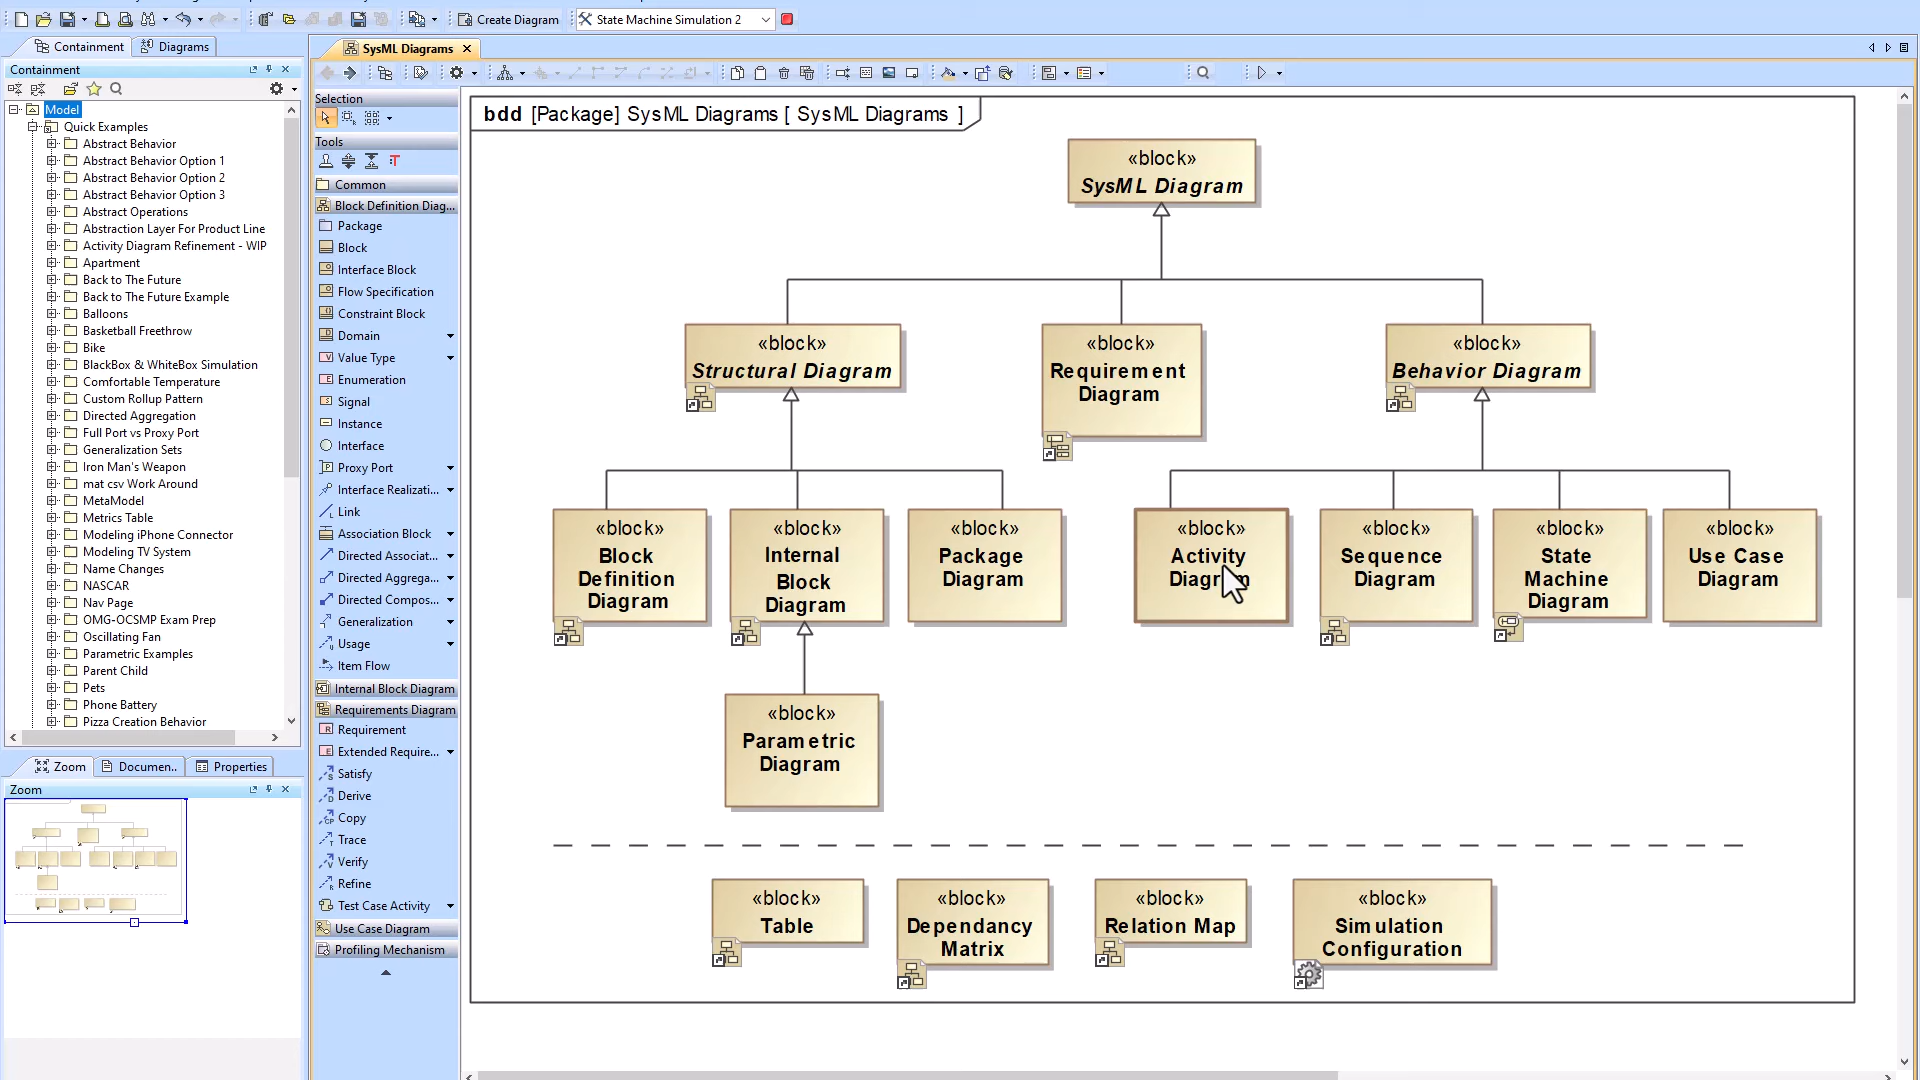 Create Diagram
State Machine Simulation 2
Containment
Diagrams
SysML Diagrams
Containment
Model
Quick Examples
Abstract Behavior
Abstract Behavior Option 1
Abstract Behavior Option 2
Abstract Behavior Option 3
Abstract Operations
Abstraction Layer For Product Line
Activity Diagram Refinement - WIP
Apartment
Back to The Future
Back to The Future Example
Balloons
Basketball Freethrow
Bike
BlackBox & WhiteBox Simulation
Comfortable Temperature
Custom Rollup Pattern
Directed Aggregation
Full Port vs Proxy Port
Generalization Sets
Iron Man's Weapon
mat csv Work Around
MetaModel
Metrics Table
Modeling iPhone Connector
Modeling TV System
Name Changes
NASCAR
Nav Page
OMG-OCSMP Exam Prep
Oscillating Fan
Parametric Examples
Parent Child
Pets
Phone Battery
Pizza Creation Behavior
Zoom
Documen..
Properties
Zoom
Selection
Tools
Common
Block Definition Diag...
Package
Block
Interface Block
Flow Specification
Constraint Block
Domain
Value Type
Enumeration
Signal
Instance
Interface
Proxy Port
Interface Realizati...
Link
Association Block
Directed Associat...
Directed Aggrega...
Directed Compos...
Generalization
Usage
Item Flow
Internal Block Diagram
Requirements Diagram
Requirement
Extended Require...
Satisfy
Derive
Copy
Trace
Verify
Refine
Test Case Activity
Use Case Diagram
Profiling Mechanism
bdd [Package] SysML Diagrams [ SysML Diagrams ]
«block»
SysML Diagram
«block»
Structural Diagram
«block»
Requirement
Diagram
«block»
Behavior Diagram
«block»
Block
Definition
Diagram
«block»
Internal
Block
Diagram
«block»
Package
Diagram
«block»
Activity
Diagram
«block»
Sequence
Diagram
«block»
State
Machine
Diagram
«block»
Use Case
Diagram
«block»
Parametric
Diagram
«block»
Table
«block»
Dependancy
Matrix
«block»
Relation Map
«block»
Simulation
Configuration